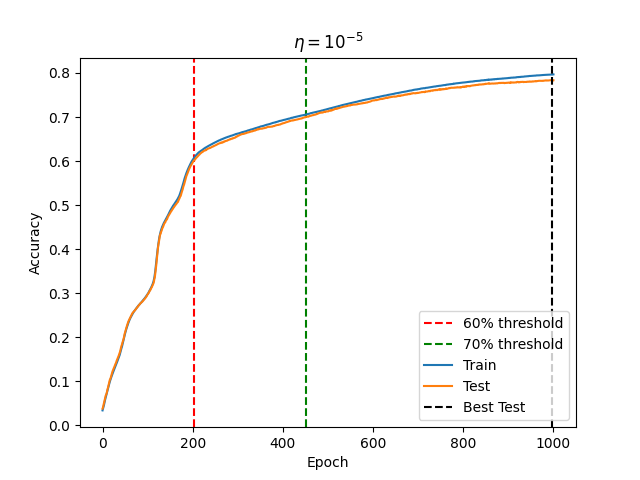 η = 10⁻⁵
Accuracy
0.8
0.7
0.6
0.5
0.4
0.3
0.2
0.1
0.0
60% threshold
70% threshold
Train
Test
Best Test
0 200 400 600 800 1000
Epoch